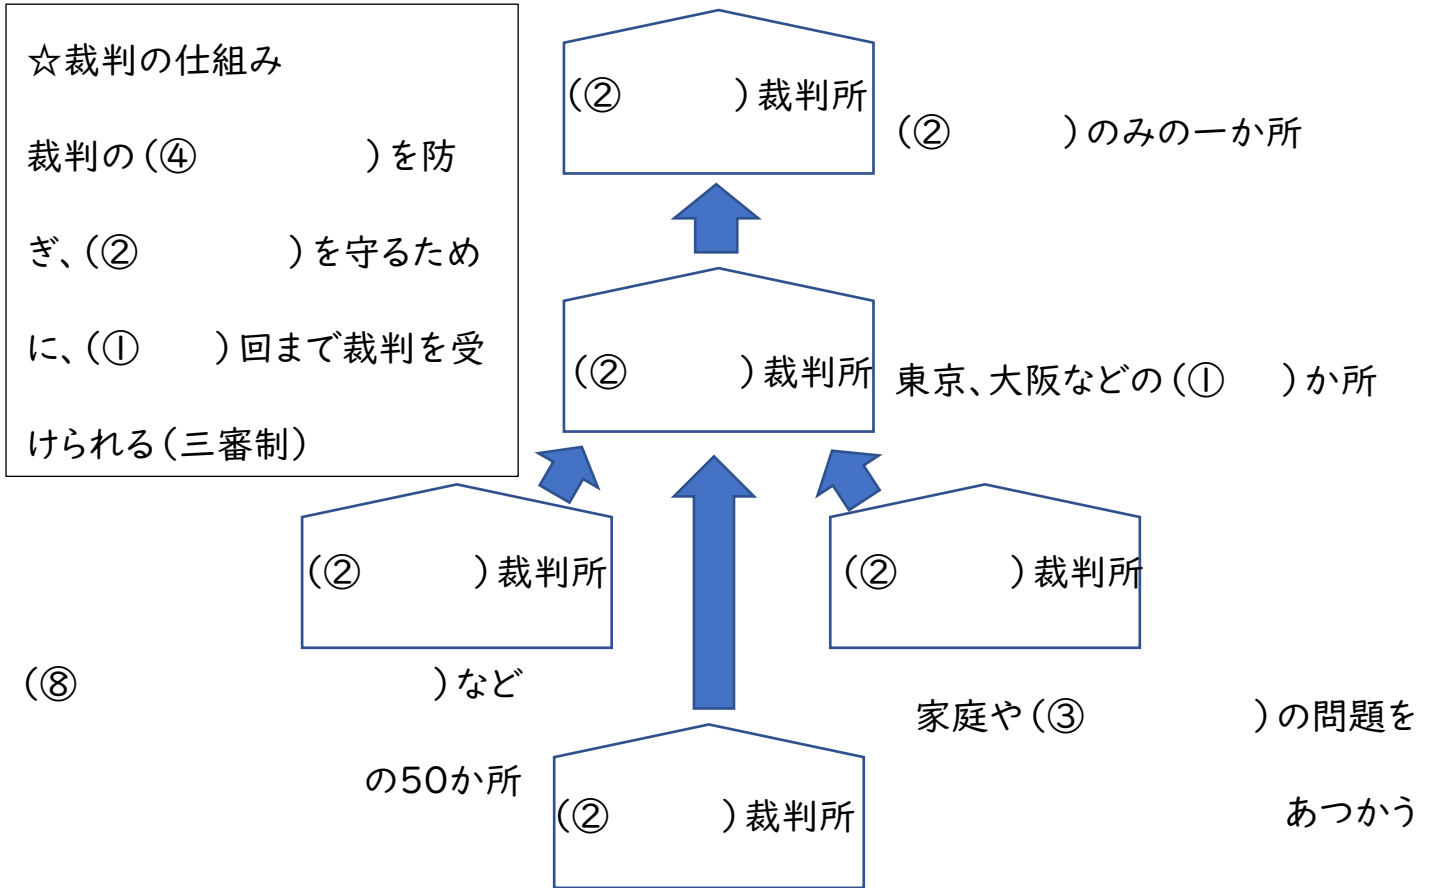 ☆裁判の仕組み
裁判の(④　　　　)を防
ぎ、(②　　　　)を守るため
に、(①　　)回まで裁判を受
けられる(三審制)
(②　　　)裁判所
(②　　　)のみの一か所
(②　　　)裁判所
東京、大阪などの(①　)か所
(②　　　)裁判所
(②　　　)裁判所
(⑧　　　　　　　　　)など
の50か所
家庭や(③　　　　)の問題を
あつかう
(②　　　)裁判所